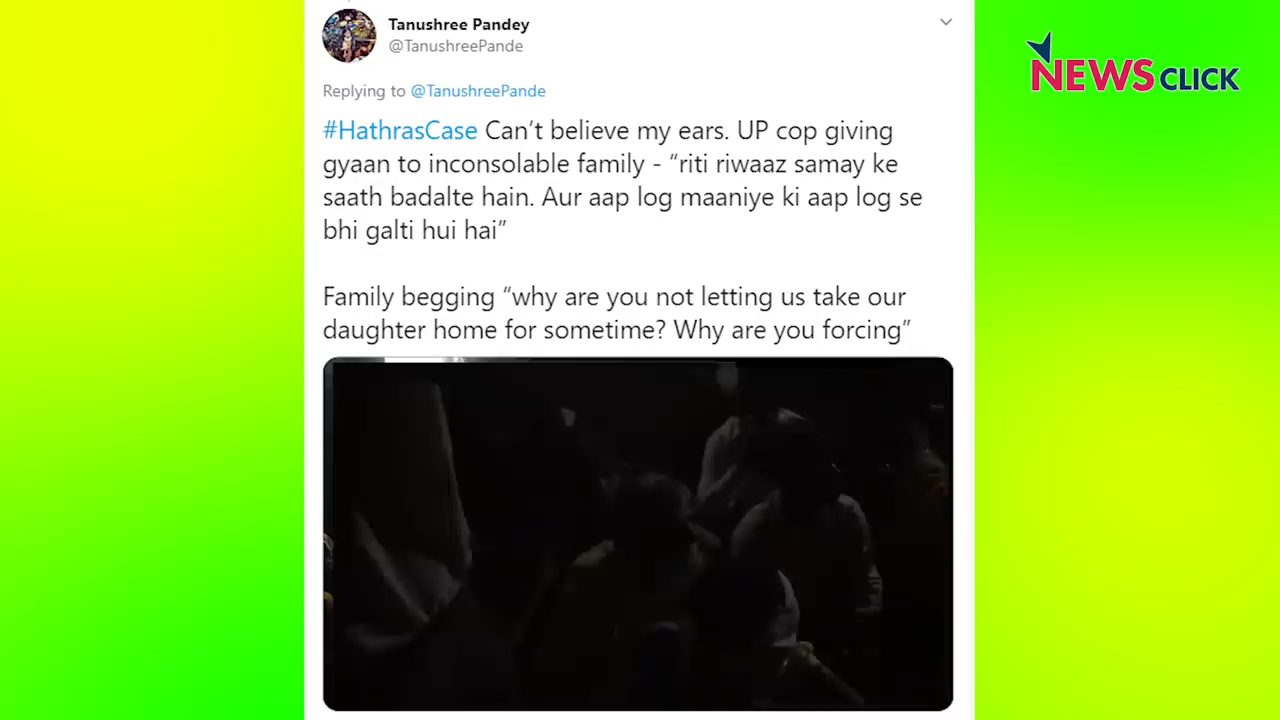 Tanushree Pandey
@TanushreePande
NEWS CLICK
Replying to @TanushreePande
#HathrasCase Can’t believe my ears. UP cop giving
gyaan to inconsolable family - “riti riwaaz samay ke
saath badalte hain. Aur aap log maaniye ki aap log se
bhi galti hui hai”
Family begging “why are you not letting us take our
daughter home for sometime? Why are you forcing”